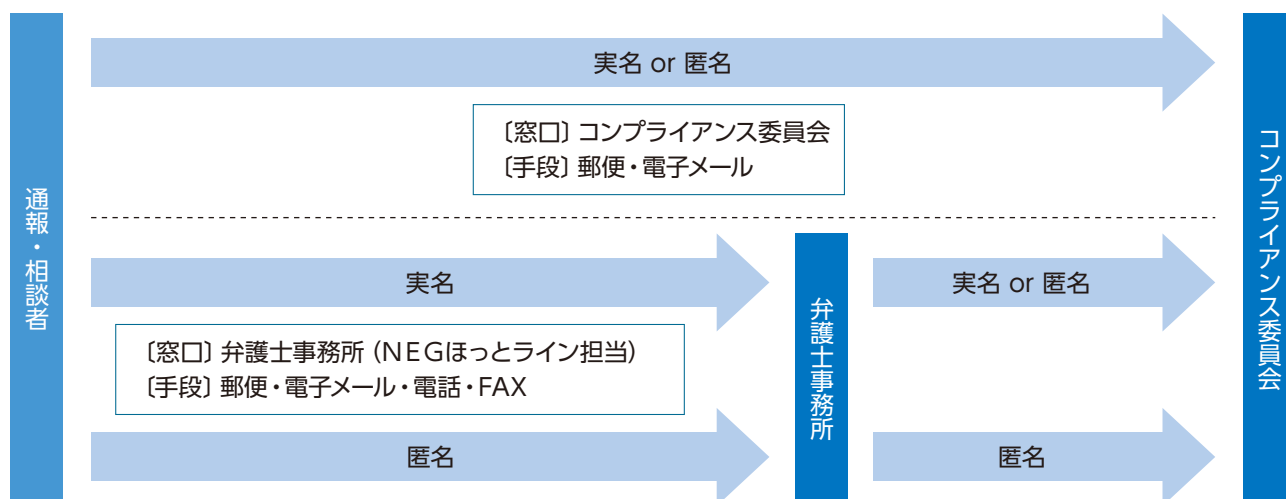 通報・相談者
実名 or 匿名
〔窓口〕コンプライアンス委員会
〔手段〕郵便・電子メール
実名
〔窓口〕弁護士事務所（NEGほっとライン担当）
〔手段〕郵便・電子メール・電話・FAX
匿名
弁護士事務所
実名 or 匿名
匿名
コンプライアンス委員会